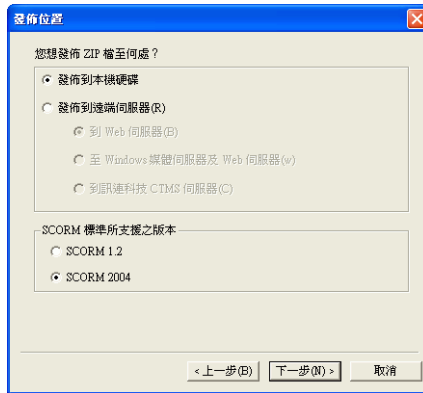 發佈位置
您想發佈 ZIP 檔至何處？
發佈到本機硬碟
發佈到遠端伺服器(R)
到 Web 伺服器(B)
至 Windows 媒體伺服器及 Web 伺服器(w)
到訊連科技 CTMS 伺服器(C)
SCORM 標準所支援之版本
SCORM 1.2
SCORM 2004
<上一步(B) 下一步(N)> 取消